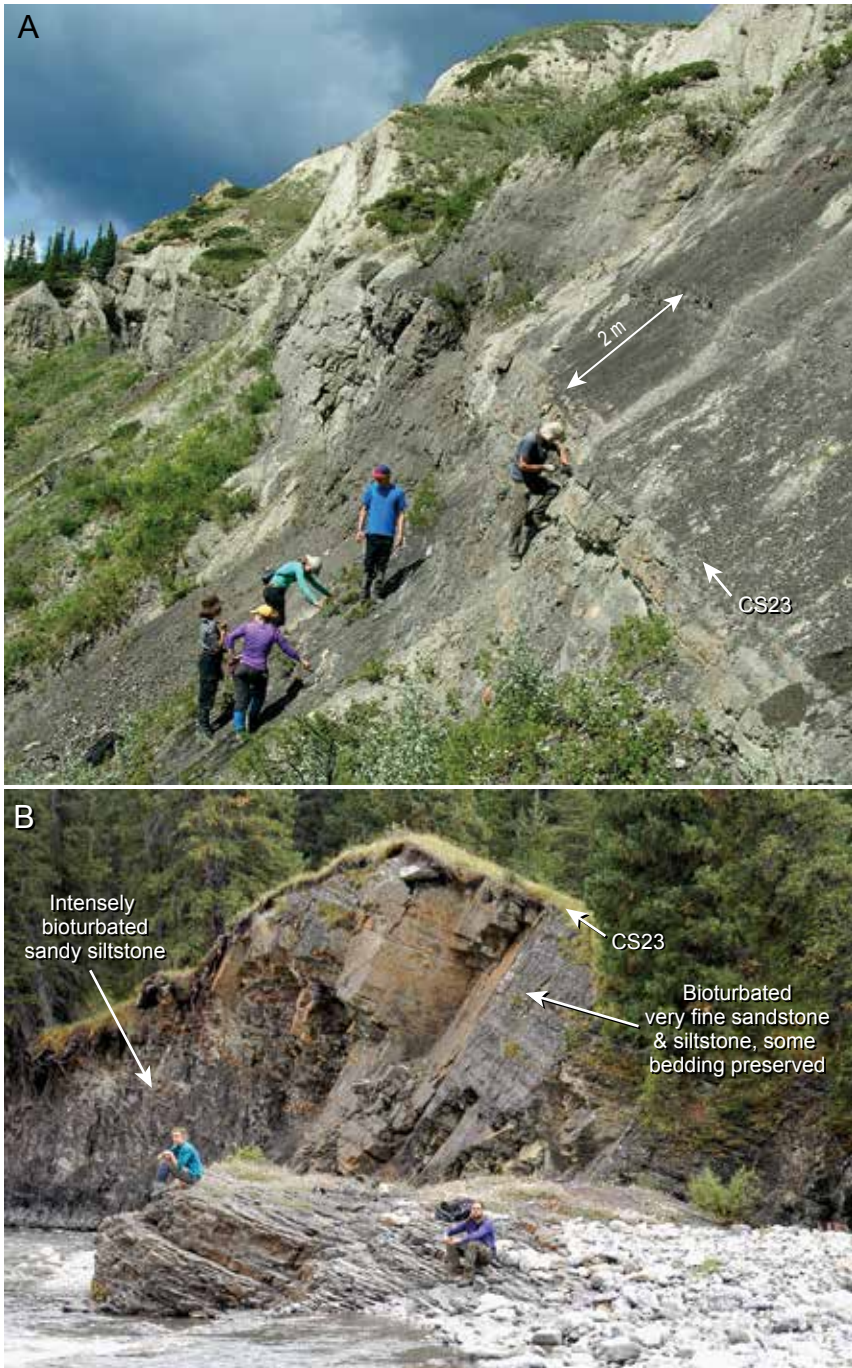 A
2 m
CS23
B
Intensely
bioturbated
sandy siltstone
CS23
Bioturbated
very fine sandstone
& siltstone, some
bedding preserved